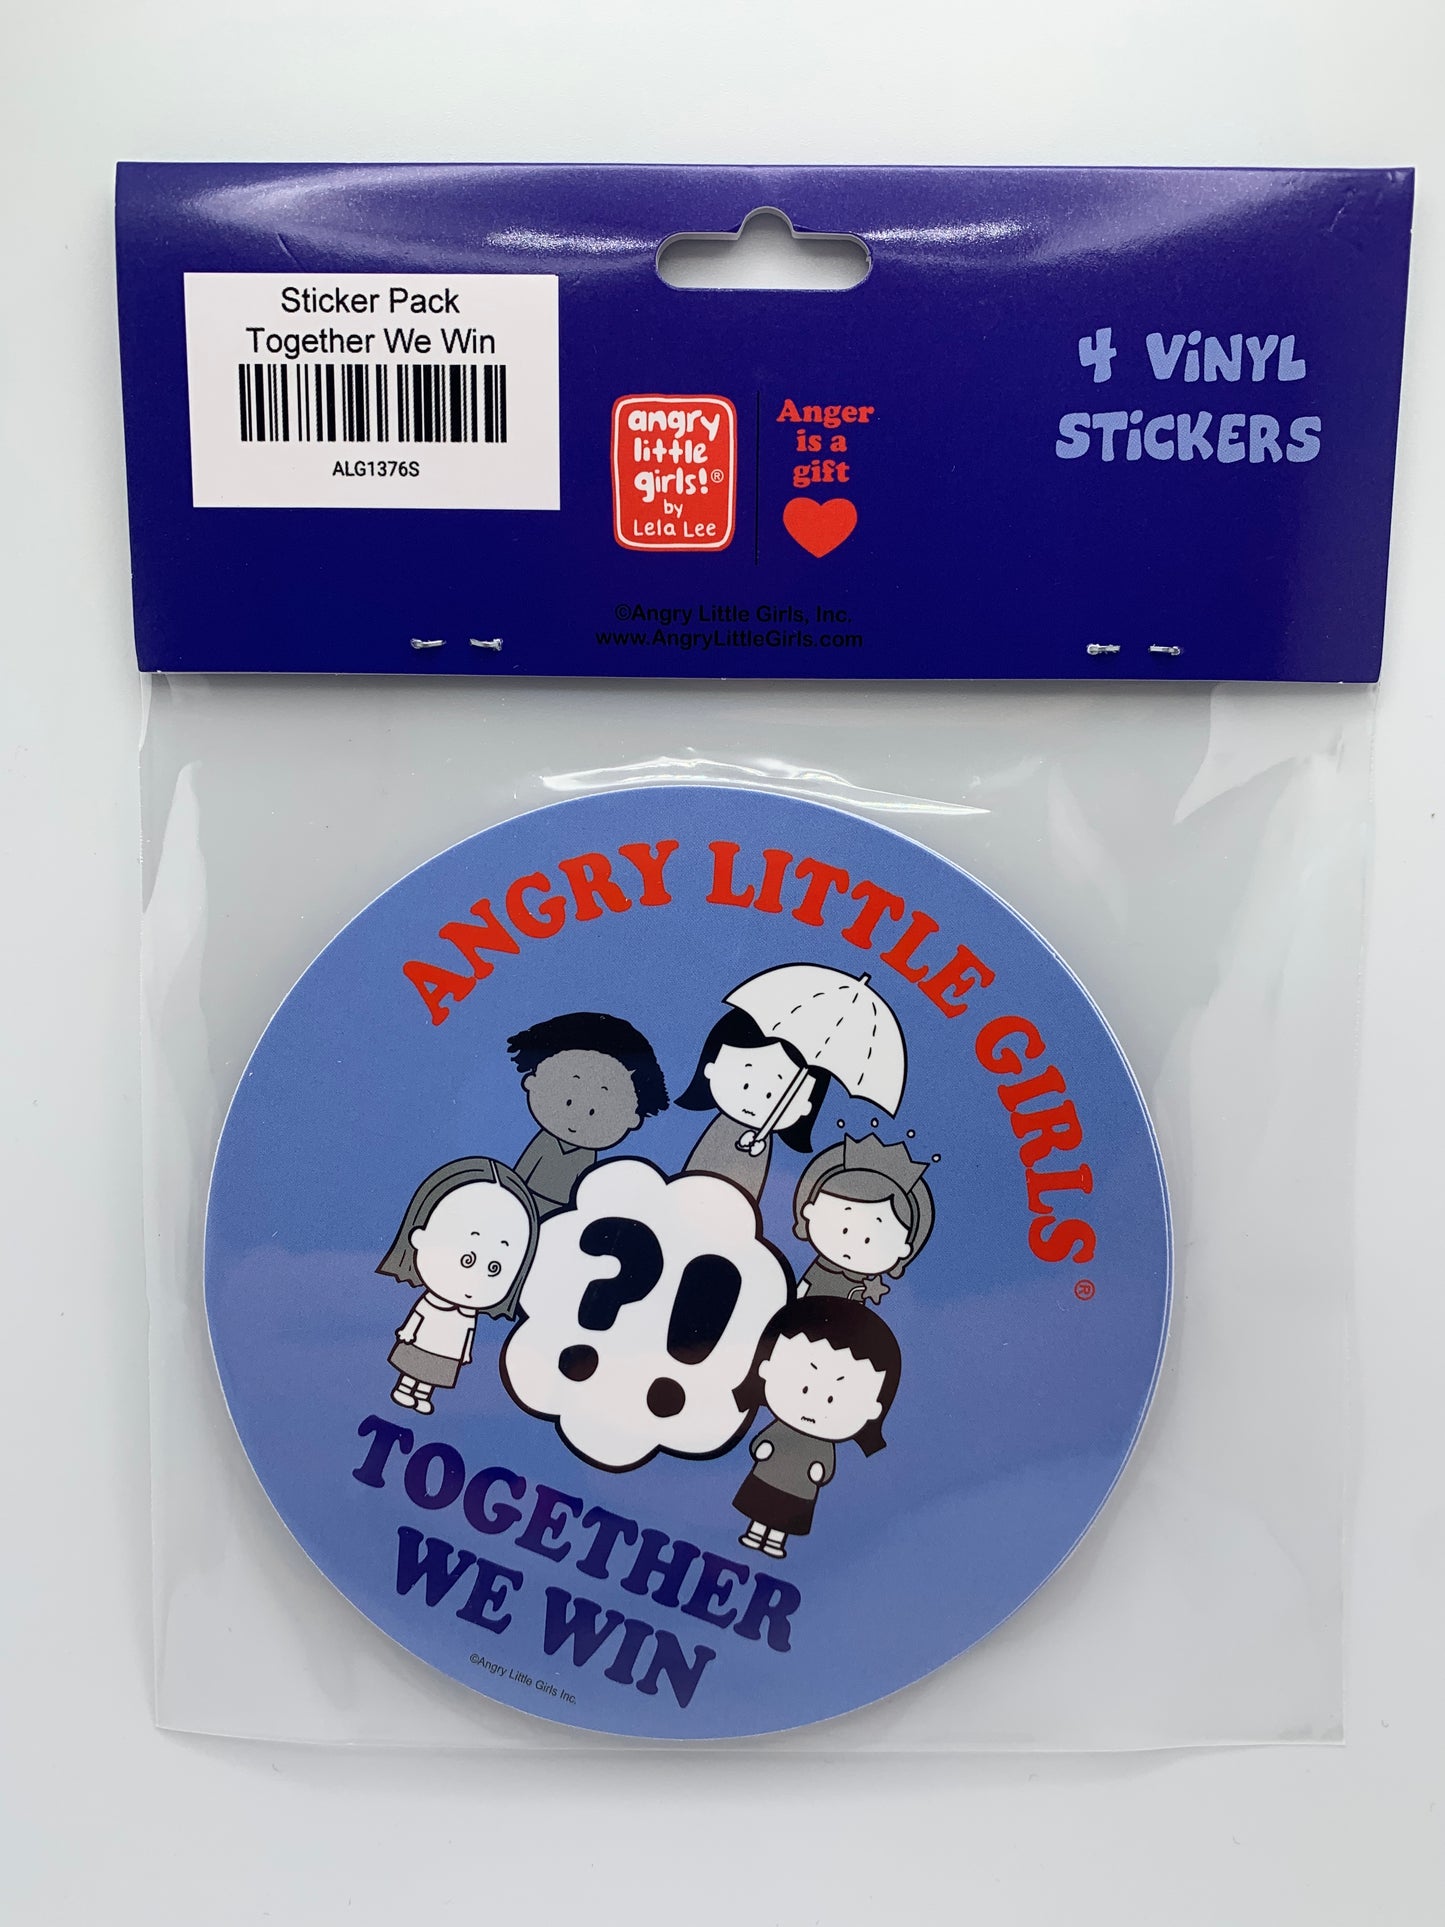 Sticker Pack
Together We Win
ALG1376S
angry
little
girls!®
by
Lela Lee
Anger
is a
gift
4 ViNYL
STiCKERS
©Angry Little Girls, Inc.
www.AngryLittleGirls.com
ANGRY LITTLE GIRLS®
?!
TOGETHER
WE WIN
©Angry Little Girls Inc.